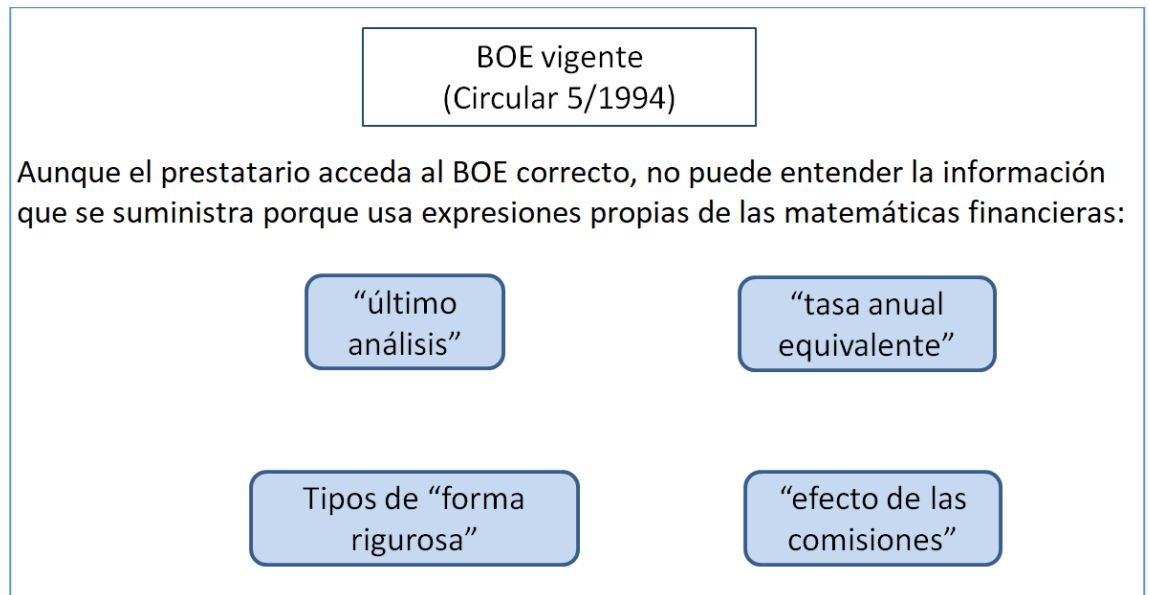 BOE vigente
(Circular 5/1994)
Aunque el prestatario acceda al BOE correcto, no puede entender la información
que se suministra porque usa expresiones propias de las matemáticas financieras:
“último
análisis”
“tasa anual
equivalente”
Tipos de “forma
rigurosa”
“efecto de las
comisiones”